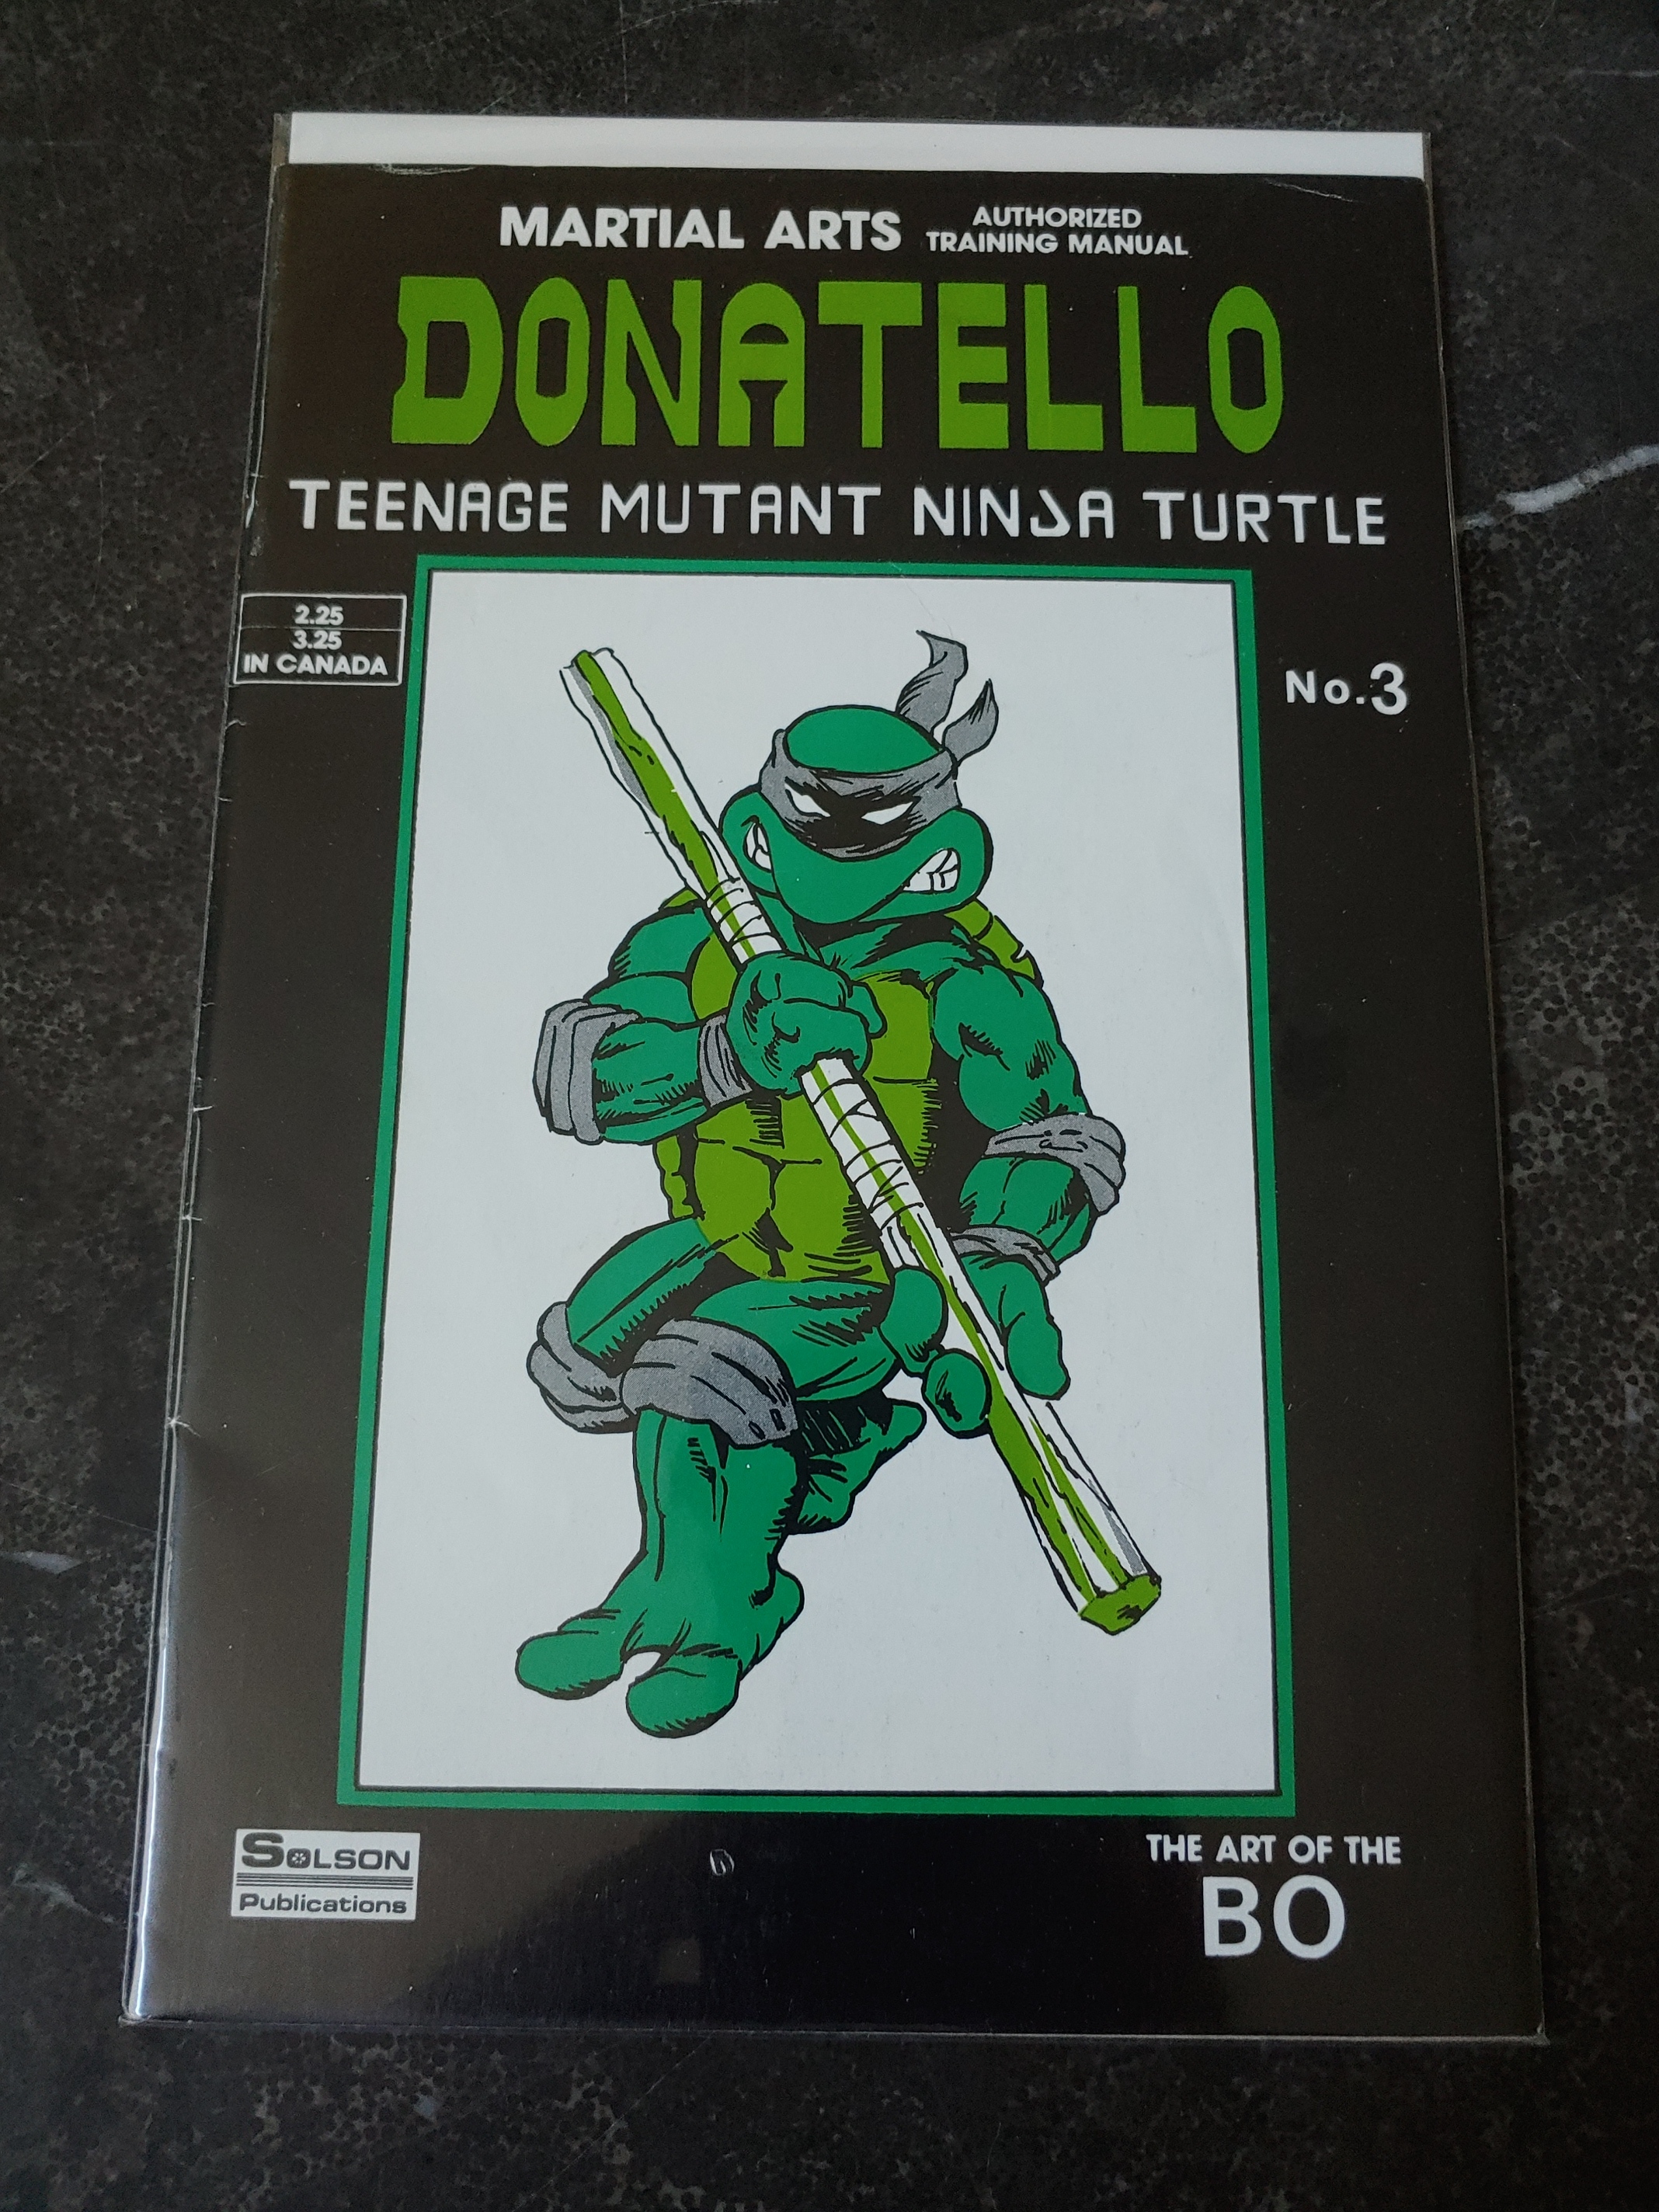 MARTIAL ARTS AUTHORIZED
TRAINING MANUAL
DONATELLO
TEENAGE MUTANT NINJA TURTLE
2.25
3.25
IN CANADA
No.3
SOLSON
Publications
THE ART OF THE
BO